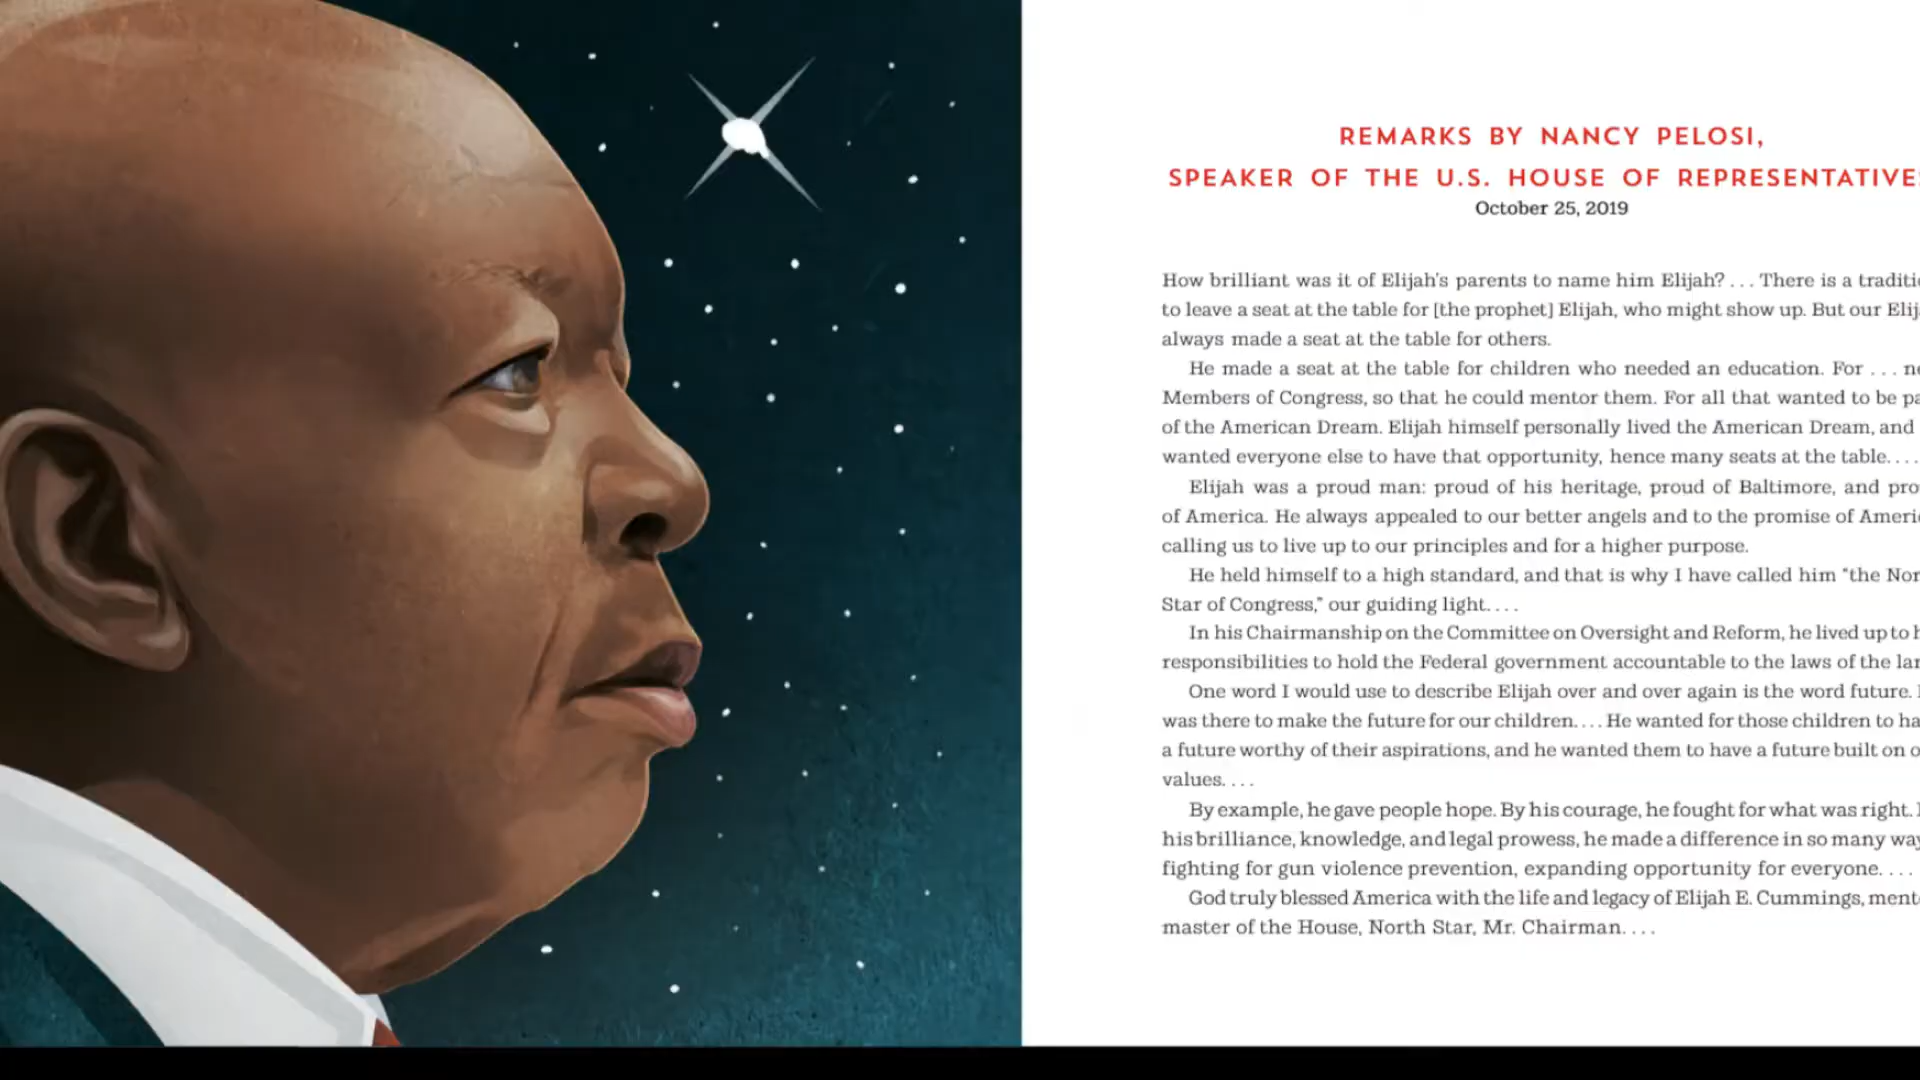 REMARKS BY NANCY PELOSI,
SPEAKER OF THE U.S. HOUSE OF
October 25, 2019
How brilliant was it of Elijah's parents to name him Elijah? . . . There is a
to leave a seat at the table for [the prophet] Elijah, who might show up. But our
always made a seat at the table for others.
He made a seat at the table for children who needed an education. For . . .
Members of Congress, so that he could mentor them. For all that wanted to be
of the American Dream. Elijah himself personally lived the American Dream, and
wanted everyone else to have that opportunity, hence many seats at the table. . . .
Elijah was a proud man: proud of his heritage, proud of Baltimore, and
of America. He always appealed to our better angels and to the promise of
calling us to live up to our principles and for a higher purpose.
He held himself to a high standard, and that is why I have called him “the
Star of Congress,” our guiding light. . . .
In his Chairmanship on the Committee on Oversight and Reform, he lived up to
responsibilities to hold the Federal government accountable to the laws of the
One word I would use to describe Elijah over and over again is the word future.
was there to make the future for our children. . . . He wanted for those children to
a future worthy of their aspirations, and he wanted them to have a future built on
values. . . .
By example, he gave people hope. By his courage, he fought for what was right.
his brilliance, knowledge, and legal prowess, he made a difference in so many
fighting for gun violence prevention, expanding opportunity for everyone. . . .
God truly blessed America with the life and legacy of Elijah E. Cummings,
master of the House, North Star, Mr. Chairman. . . .